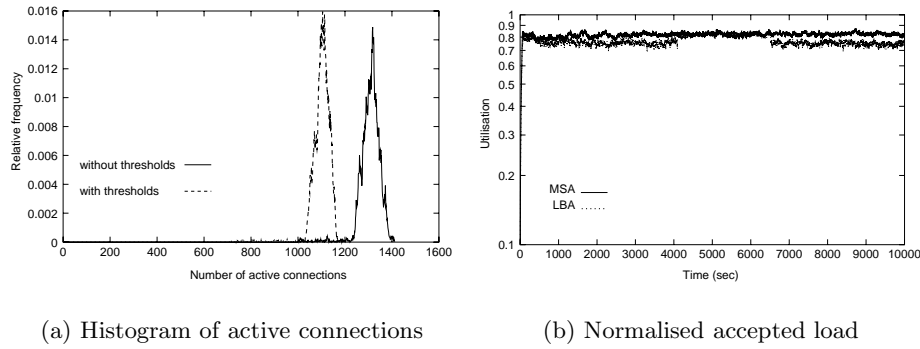 0.016
0.014
0.012
0.01
0.008
0.006
0.004
0.002
0
Relative frequency
without thresholds
with thresholds
0 200 400 600 800 1000 1200 1400 1600
Number of active connections
(a) Histogram of active connections
1
0.9
0.8
0.7
0.6
0.5
0.4
0.3
0.2
0.1
Utilisation
MSA
LBA
0 1000 2000 3000 4000 5000 6000 7000 8000 9000 10000
Time (sec)
(b) Normalised accepted load